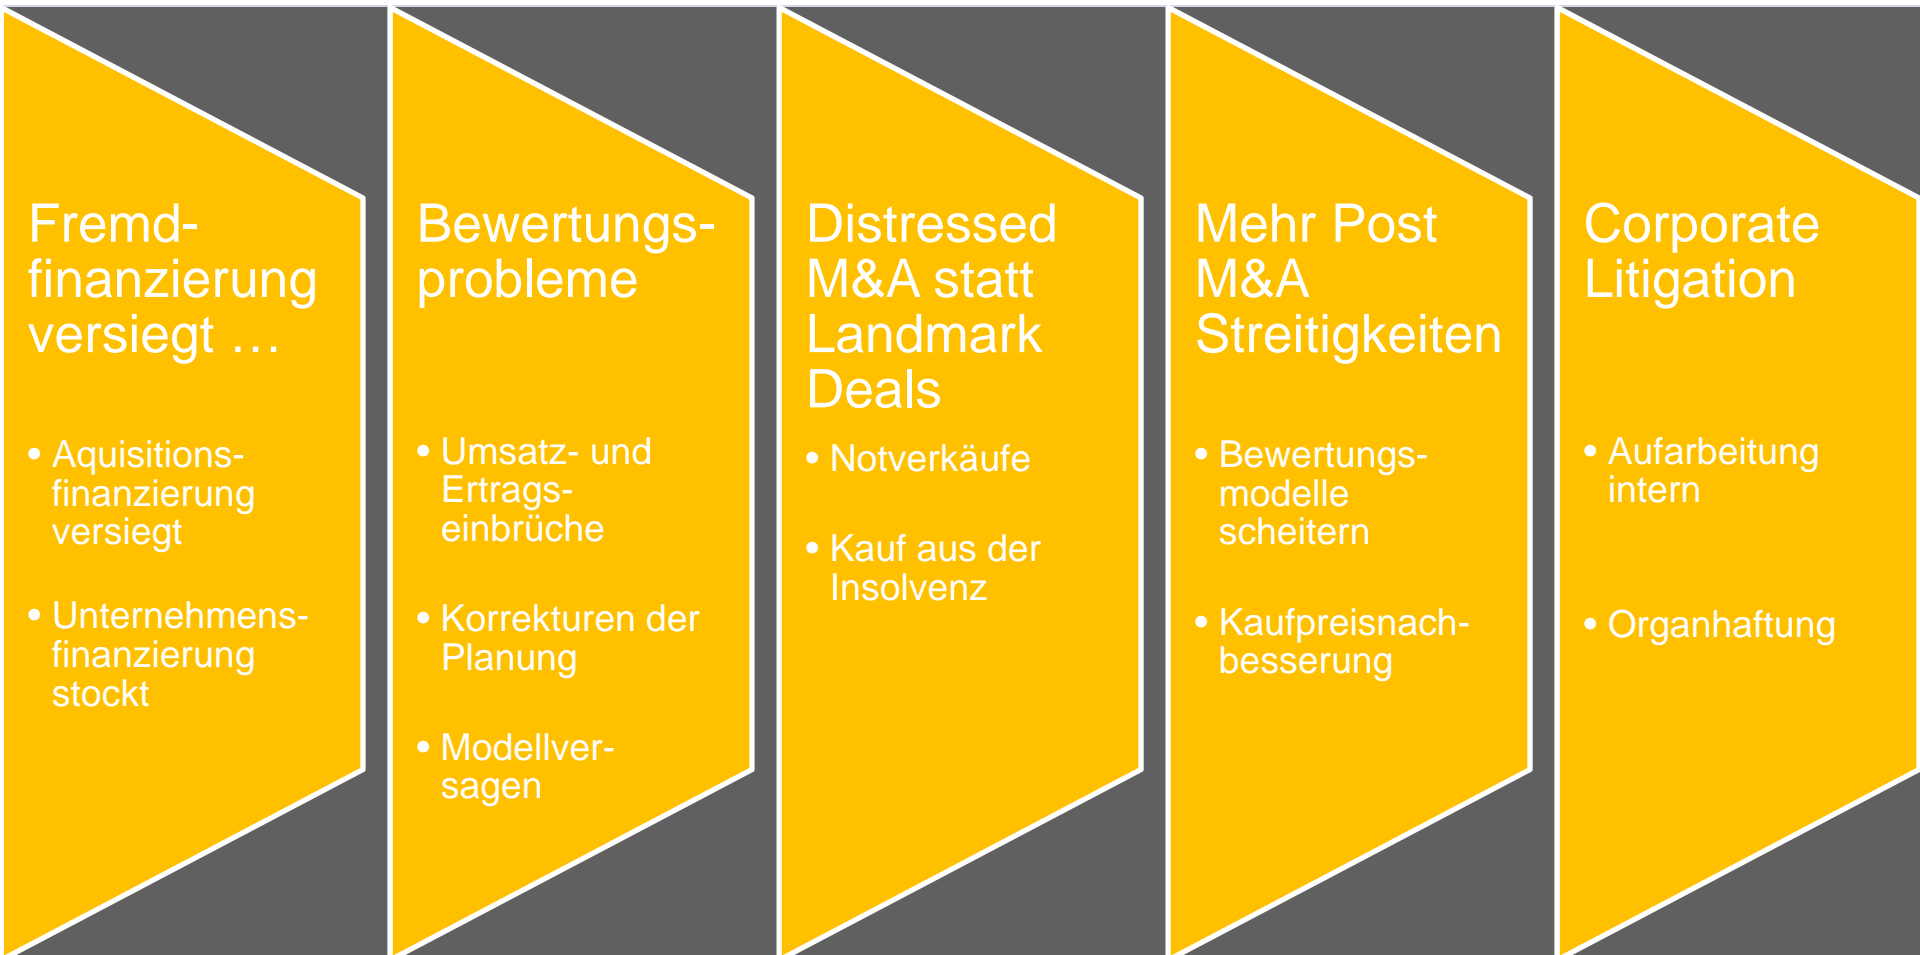 Fremd-
finanzierung
versiegt …
• Aquisitions-
finanzierung
versiegt
• Unternehmens-
finanzierung
stockt
Bewertungs-
probleme
• Umsatz- und
Ertrags-
einbrüche
• Korrekturen der
Planung
• Modellver-
sagen
Distressed
M&A statt
Landmark
Deals
• Notverkäufe
• Kauf aus der
Insolvenz
Mehr Post
M&A
Streitigkeiten
• Bewertungs-
modelle
scheitern
• Kaufpreisnach-
besserung
Corporate
Litigation
• Aufarbeitung
intern
• Organhaftung